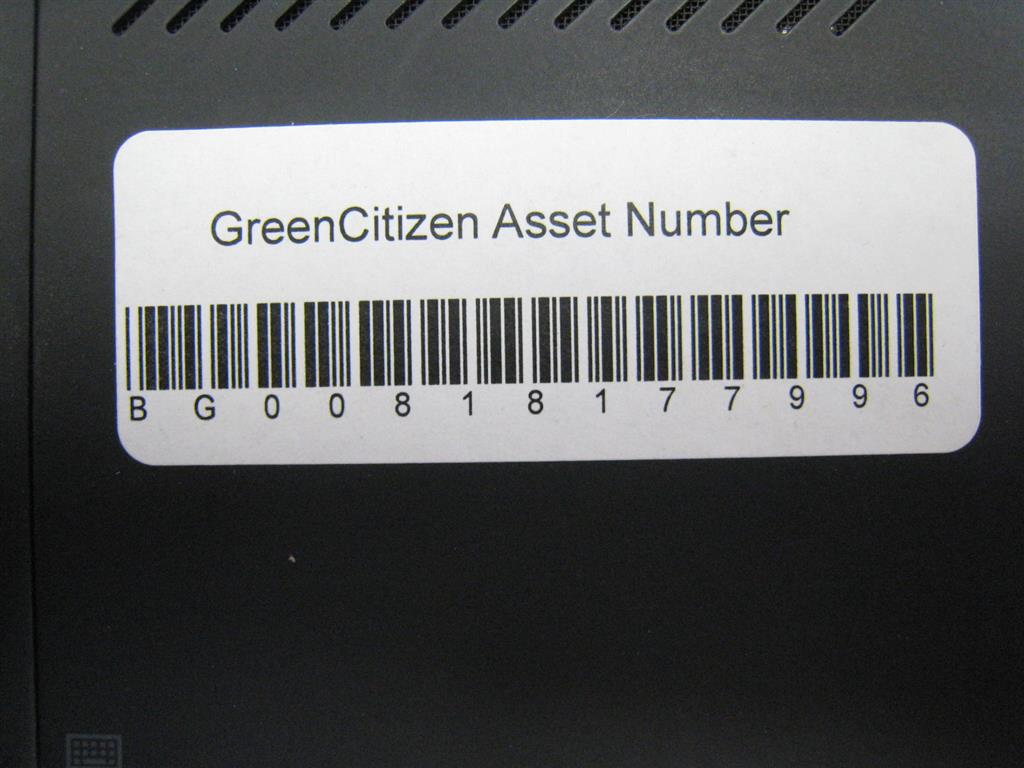 GreenCitizen Asset Number
B G 0 0 8 1 8 1 7 7 9 9 6